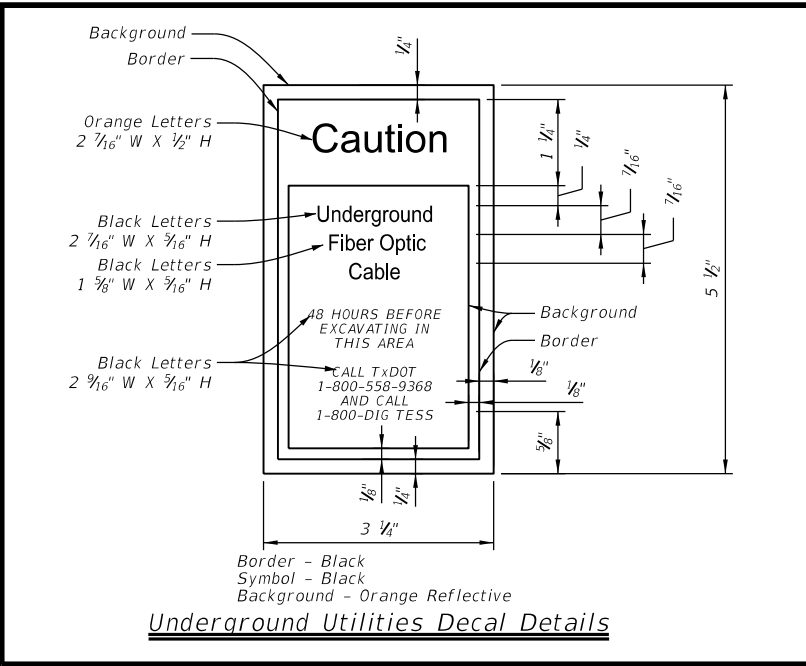 Background
Border
Orange Letters
2 7/16" W X 1/2" H
Black Letters
2 7/16" W X 5/16" H
Black Letters
1 5/8" W X 5/16" H
Black Letters
2 9/16" W X 5/16" H
Caution
Underground
Fiber Optic
Cable
48 HOURS BEFORE
EXCAVATING IN
THIS AREA
CALL TxDOT
1-800-558-9368
AND CALL
1-800-DIG TESS
1/4"
1 1/4"
1/4"
7/16"
7/16"
5 1/2"
Background
Border
1/8"
1/8"
5/8"
1/8"
1/4"
3 1/4"
Border - Black
Symbol - Black
Background - Orange Reflective
Underground Utilities Decal Details